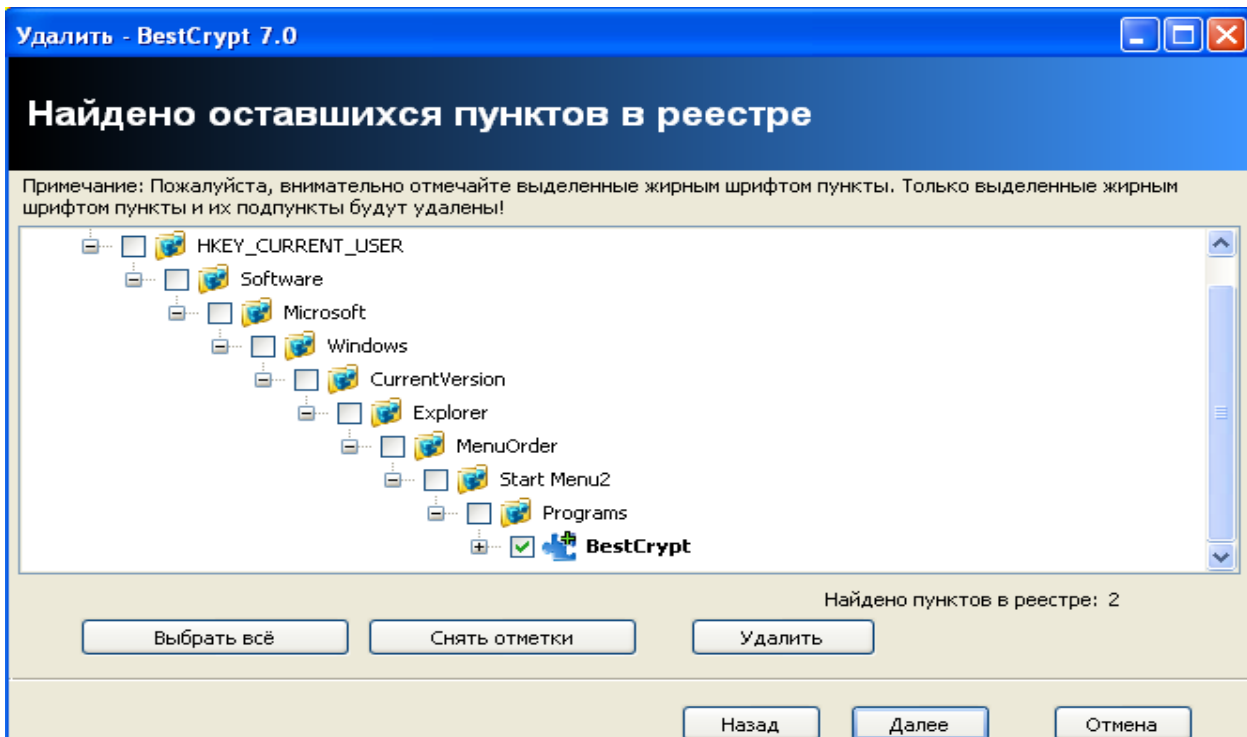 Удалить - BestCrypt 7.0
Найдено оставшихся пунктов в реестре
Примечание: Пожалуйста, внимательно отмечайте выделенные жирным шрифтом пункты. Только выделенные жирным
шрифтом пункты и их подпункты будут удалены!
HKEY_CURRENT_USER
Software
Microsoft
Windows
CurrentVersion
Explorer
MenuOrder
Start Menu2
Programs
BestCrypt
Найдено пунктов в реестре: 2
Выбрать всё Снять отметки Удалить
Назад Далее Отмена